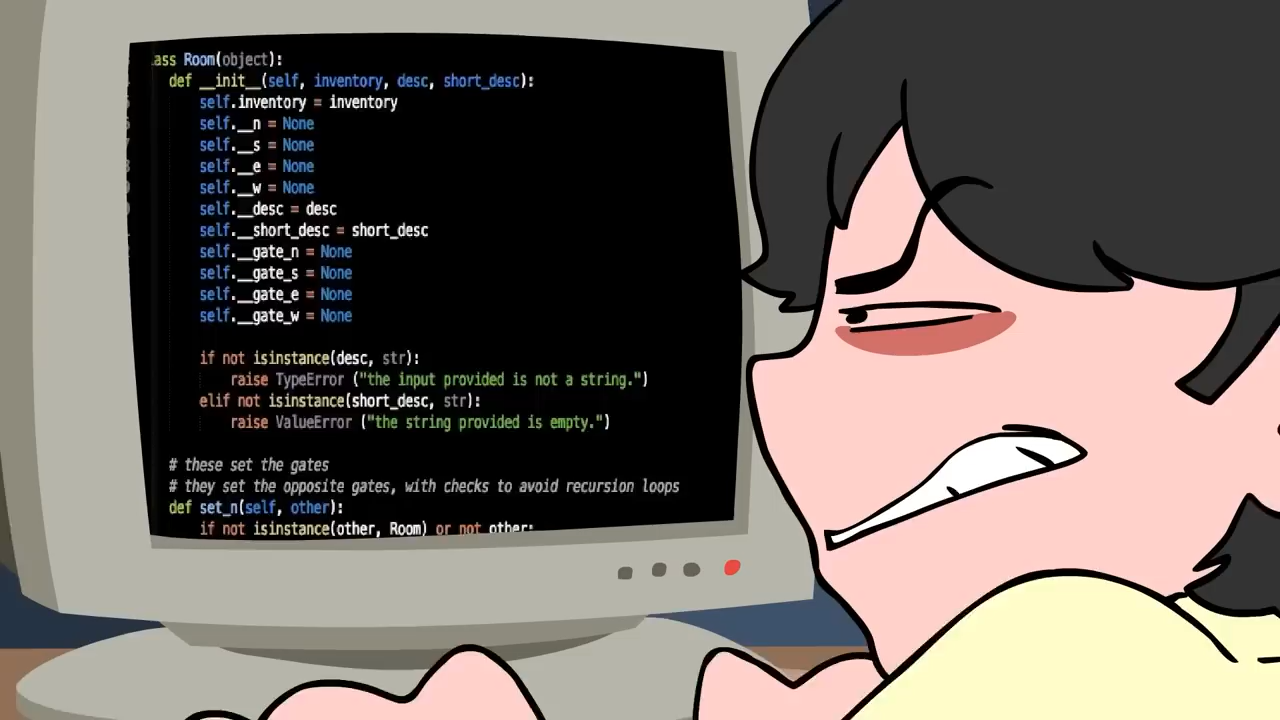 ass Room(object):
def __init__(self, inventory, desc, short_desc):
self.inventory = inventory
self.__n = None
self.__s = None
self.__e = None
self.__w = None
self.__desc = desc
self.__short_desc = short_desc
self.__gate_n = None
self.__gate_s = None
self.__gate_e = None
self.__gate_w = None
if not isinstance(desc, str):
raise TypeError ("the input provided is not a string.")
elif not isinstance(short_desc, str):
raise ValueError ("the string provided is empty.")
# these set the gates
# they set the opposite gates, with checks to avoid recursion loops
def set_n(self, other):
if not isinstance(other, Room) or not other: